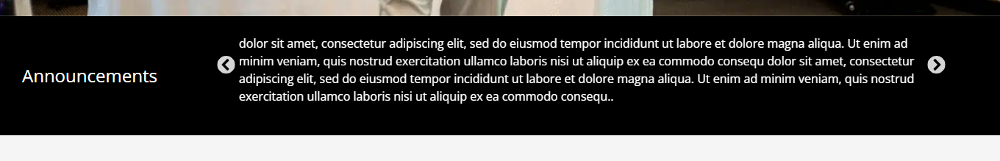 Announcements
dolor sit amet, consectetur adipiscing elit, sed do eiusmod tempor incididunt ut labore et dolore magna aliqua. Ut enim ad
minim veniam, quis nostrud exercitation ullamco laboris nisi ut aliquip ex ea commodo consequ dolor sit amet, consectetur
adipiscing elit, sed do eiusmod tempor incididunt ut labore et dolore magna aliqua. Ut enim ad minim veniam, quis nostrud
exercitation ullamco laboris nisi ut aliquip ex ea commodo consequ..